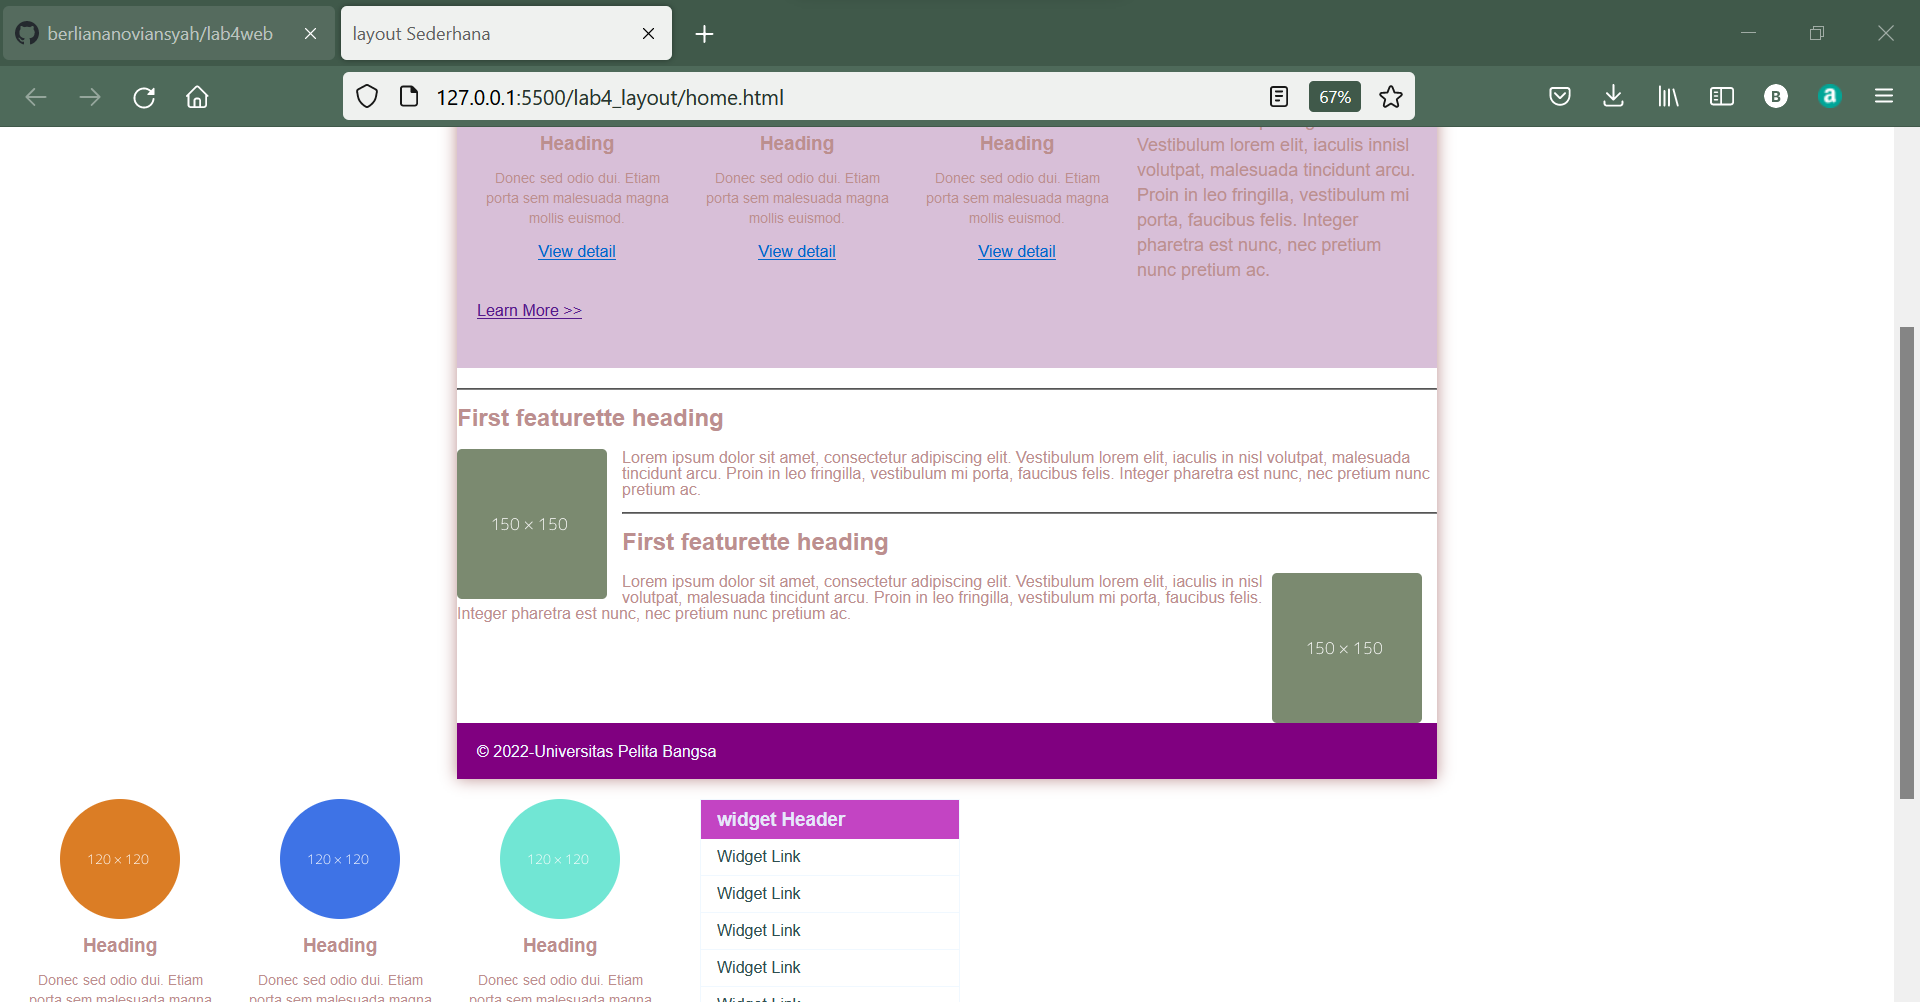 berliananoviansyah/lab4web
layout Sederhana
127.0.0.1:5500/lab4_layout/home.html
67%
B
a
Heading
Donec sed odio dui. Etiam
porta sem malesuada magna
mollis euismod.
View detail
Heading
Donec sed odio dui. Etiam
porta sem malesuada magna
mollis euismod.
View detail
Heading
Donec sed odio dui. Etiam
porta sem malesuada magna
mollis euismod.
View detail
Vestibulum lorem elit, iaculis innisl
volutpat, malesuada tincidunt arcu.
Proin in leo fringilla, vestibulum mi
porta, faucibus felis. Integer
pharetra est nunc, nec pretium
nunc pretium ac.
Learn More >>
First featurette heading
150 × 150
Lorem ipsum dolor sit amet, consectetur adipiscing elit. Vestibulum lorem elit, iaculis in nisl volutpat, malesuada
tincidunt arcu. Proin in leo fringilla, vestibulum mi porta, faucibus felis. Integer pharetra est nunc, nec pretium nunc
pretium ac.
First featurette heading
Lorem ipsum dolor sit amet, consectetur adipiscing elit. Vestibulum lorem elit, iaculis in nisl
volutpat, malesuada tincidunt arcu. Proin in leo fringilla, vestibulum mi porta, faucibus felis.
Integer pharetra est nunc, nec pretium nunc pretium ac.
150 × 150
© 2022-Universitas Pelita Bangsa
120 × 120
Heading
Donec sed odio dui. Etiam
porta sem malesuada magna
120 × 120
Heading
Donec sed odio dui. Etiam
porta sem malesuada magna
120 × 120
Heading
Donec sed odio dui. Etiam
porta sem malesuada magna
widget Header
Widget Link
Widget Link
Widget Link
Widget Link
Widget Link